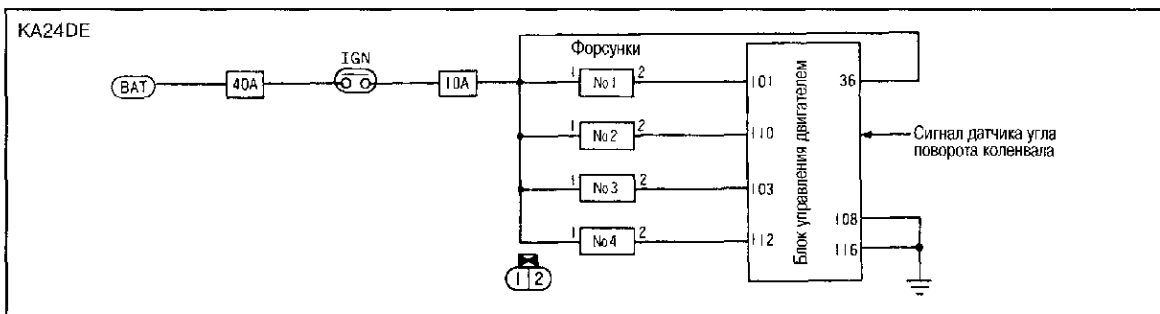 KA24DE
Форсунки
BAT
40A
IGN
10A
1 No1 2
101
36
1 No2 2
110
Сигнал датчика угла
поворота коленвала
1 No3 2
103
Блок управления двигателем
1 No4 2
112
108
116
1 2